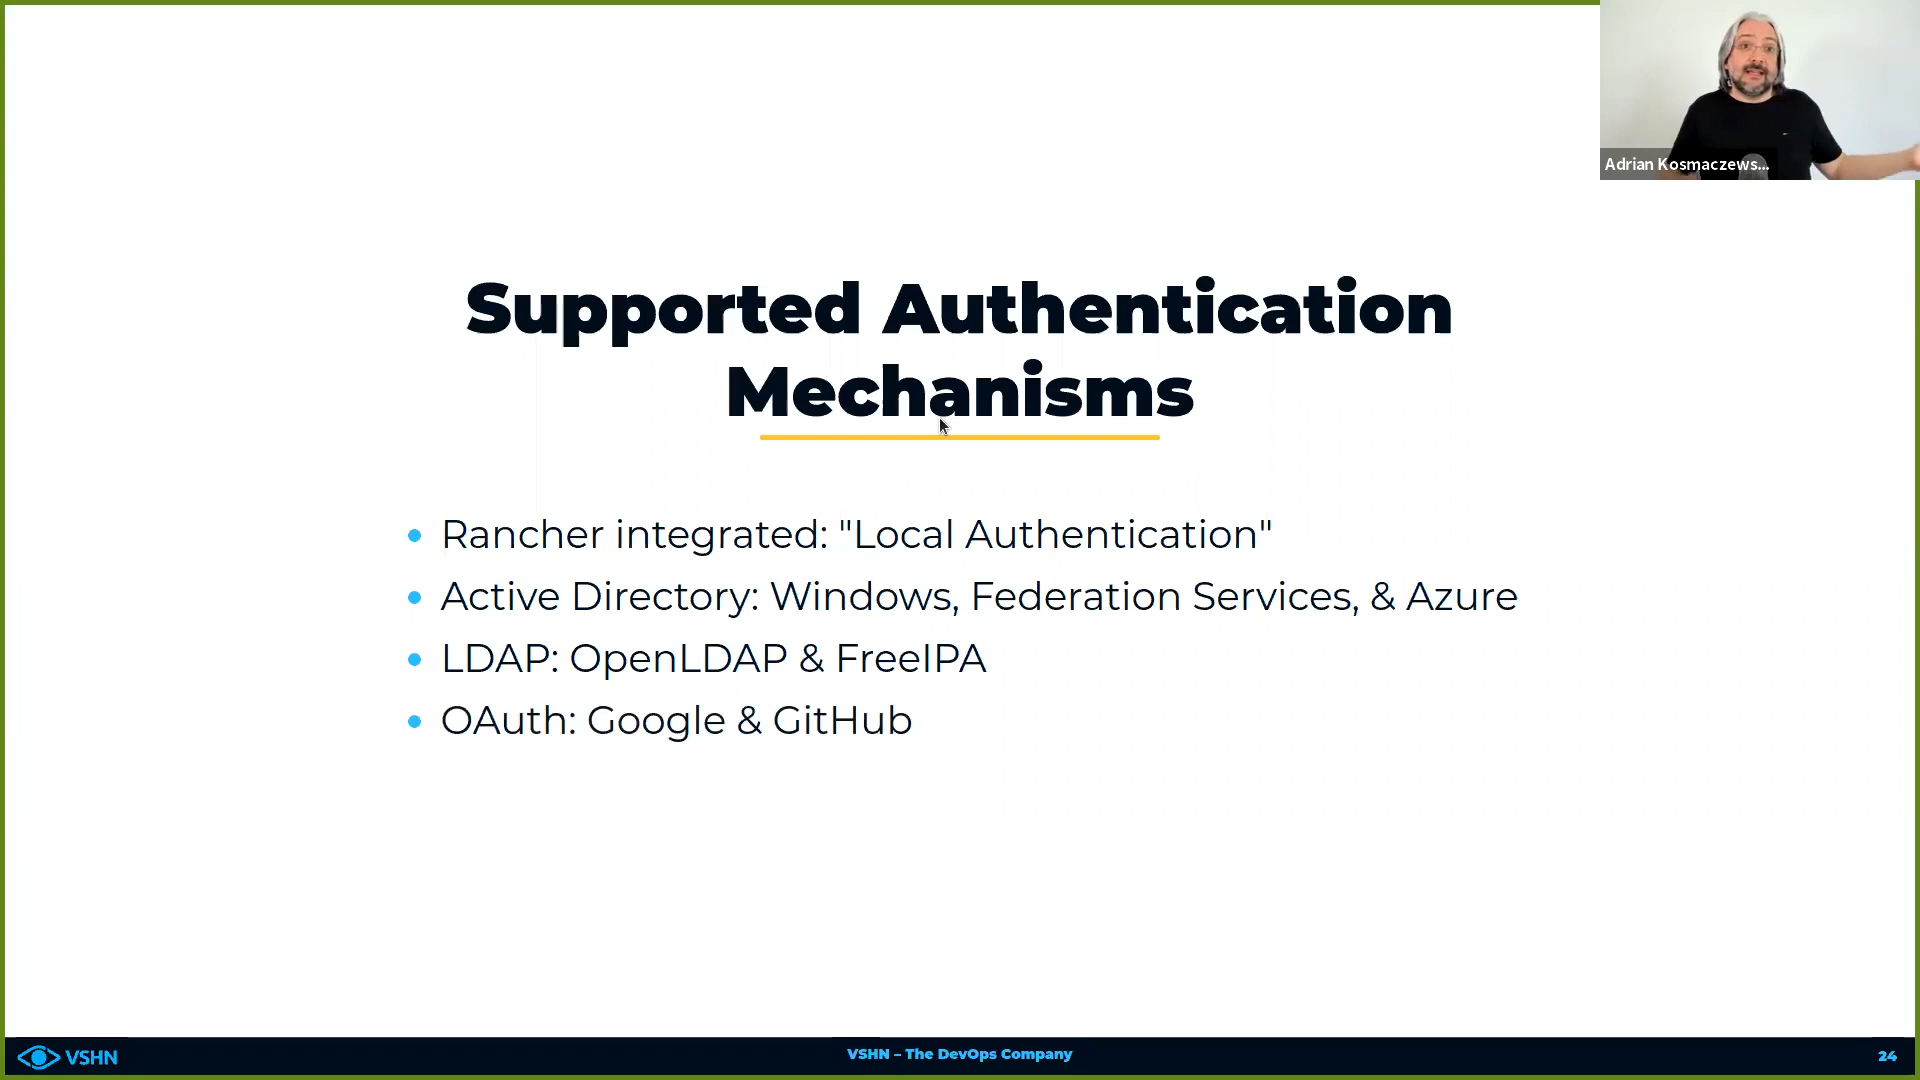 Adrian Kosmaczews...
Supported Authentication
Mechanisms
Rancher integrated: "Local Authentication"
Active Directory: Windows, Federation Services, & Azure
LDAP: OpenLDAP & FreeIPA
OAuth: Google & GitHub
VSHN
VSHN – The DevOps Company
24